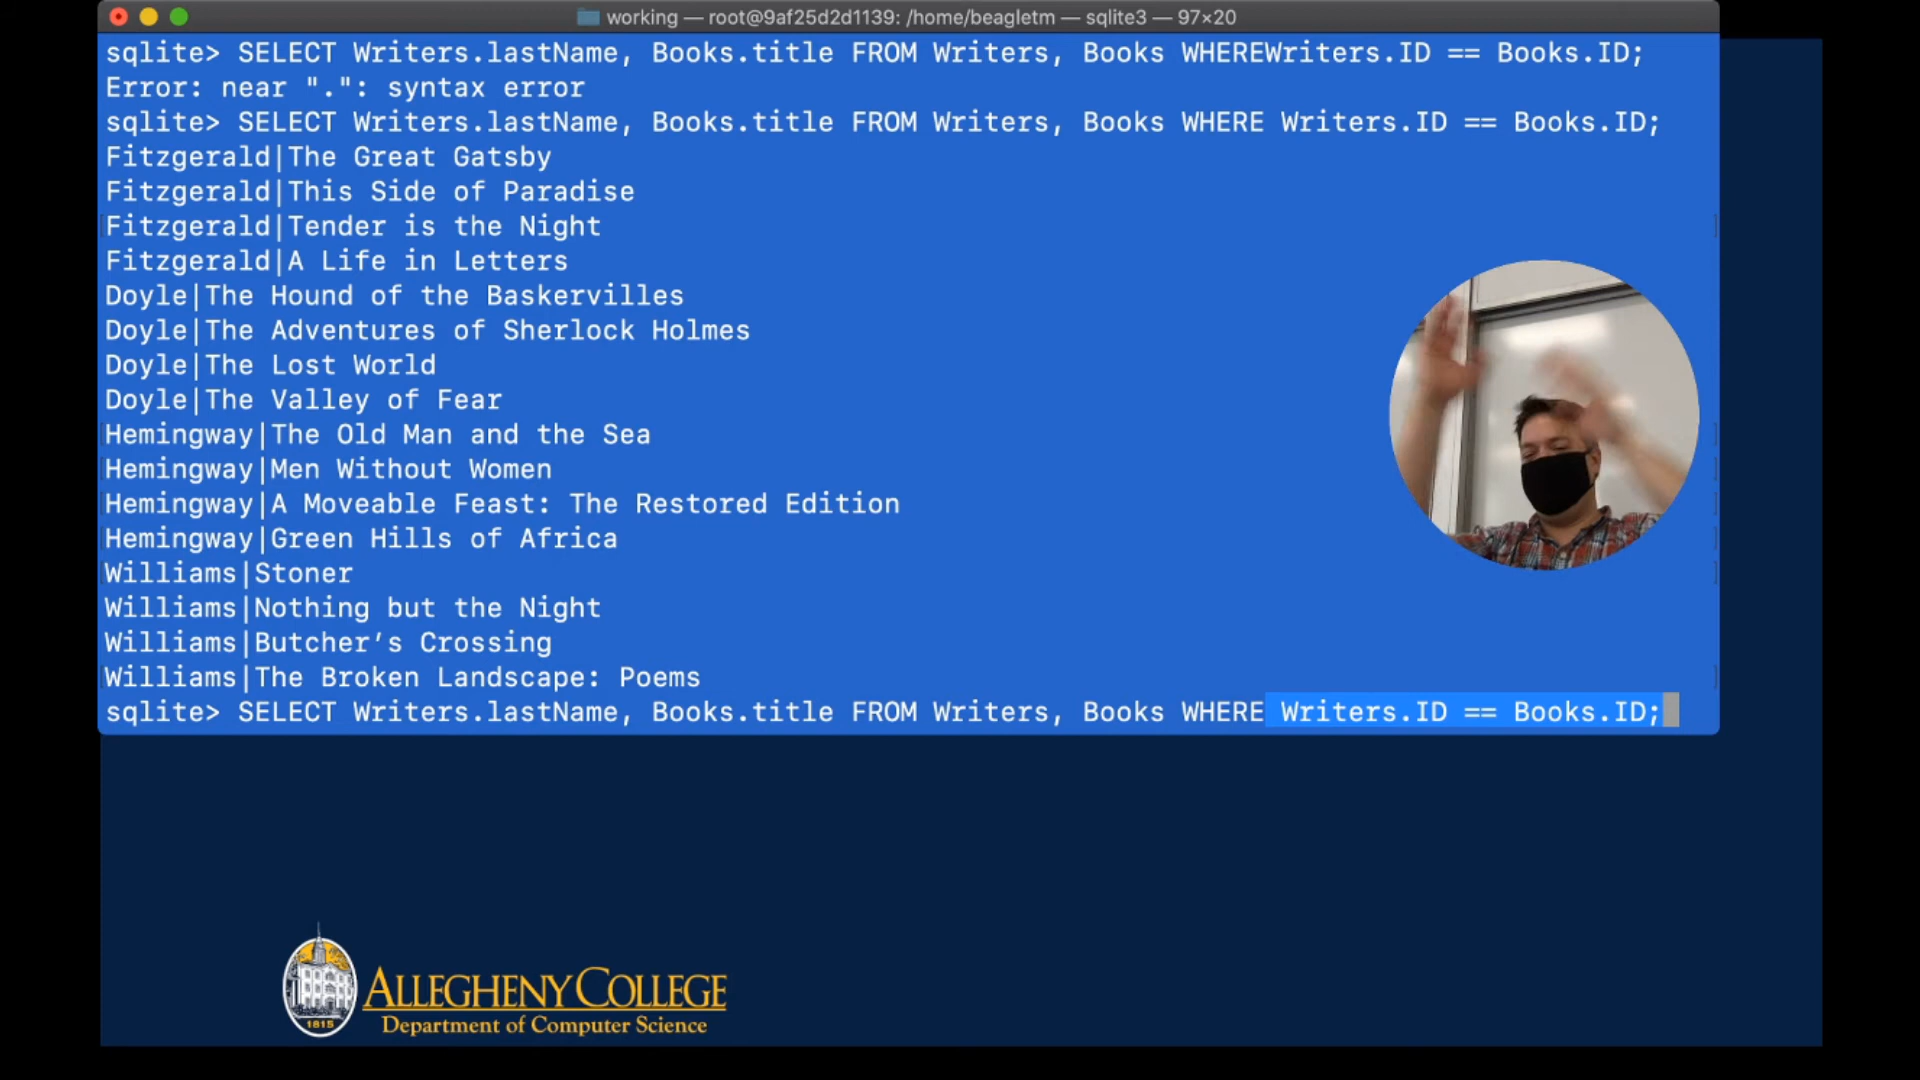 working — root@9af25d2d1139: /home/beagletm — sqlite3 — 97×20
sqlite> SELECT Writers.lastName, Books.title FROM Writers, Books WHEREWriters.ID == Books.ID;
Error: near ".": syntax error
sqlite> SELECT Writers.lastName, Books.title FROM Writers, Books WHERE Writers.ID == Books.ID;
Fitzgerald|The Great Gatsby
Fitzgerald|This Side of Paradise
Fitzgerald|Tender is the Night
Fitzgerald|A Life in Letters
Doyle|The Hound of the Baskervilles
Doyle|The Adventures of Sherlock Holmes
Doyle|The Lost World
Doyle|The Valley of Fear
Hemingway|The Old Man and the Sea
Hemingway|Men Without Women
Hemingway|A Moveable Feast: The Restored Edition
Hemingway|Green Hills of Africa
Williams|Stoner
Williams|Nothing but the Night
Williams|Butcher’s Crossing
Williams|The Broken Landscape: Poems
sqlite> SELECT Writers.lastName, Books.title FROM Writers, Books WHERE Writers.ID == Books.ID;
1815
ALLEGHENY COLLEGE
Department of Computer Science